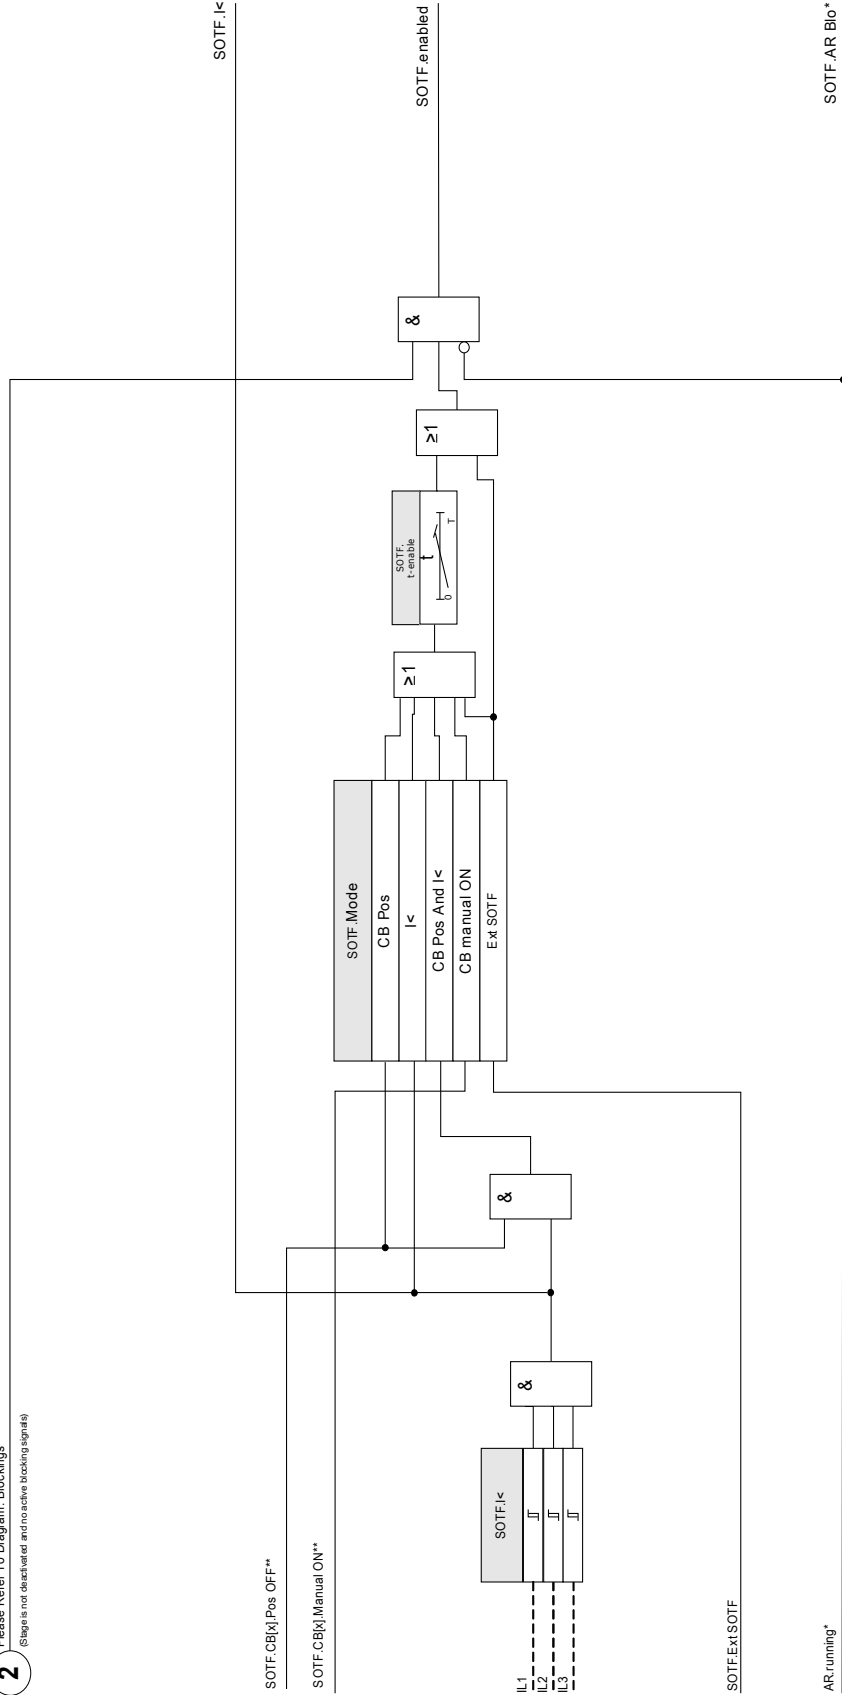 2
Please Refer To Diagram: Blockings
(Stage is not deactivated and no active blocking signals)
SOTF.I<
SOTF.CB[x].Pos OFF**
SOTF.CB[x].Manual ON**
SOTF.enabled
SOTF.Mode
CB Pos
I<
CB Pos And I<
CB manual ON
Ext SOTF
SOTF.
t-enable
t
0
T
≥1
≥1
&
&
&
SOTF.I<
IL1
IL2
IL3
SOTF.Ext SOTF
AR.running*
SOTF.AR Blo*